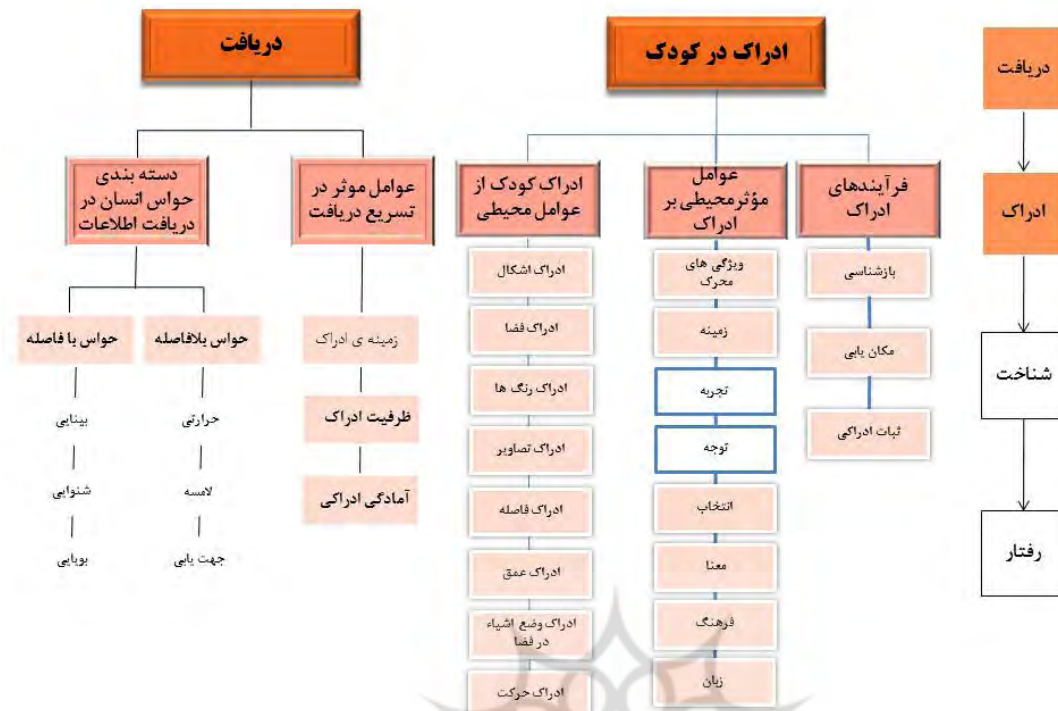 دریافت
ادراک
شناخت
رفتار
ادراک در کودک
فرآیندهای
ادراک
بازشناسی
مکان یابی
ثبات ادراکی
عوامل
مؤثرمحیطی بر
ادراک
ویژگی های
محرک
زمینه
تجربه
توجه
انتخاب
معنا
فرهنگ
زبان
ادراک کودک از
عوامل محیطی
ادراک اشکال
ادراک فضا
ادراک رنگ ها
ادراک تصاویر
ادراک فاصله
ادراک عمق
ادراک وضع اشیاء
در فضا
ادراک حرکت
دریافت
عوامل موثر در
تسریع دریافت
زمینه ی ادراک
ظرفیت ادراک
آمادگی ادراکی
دسته بندی
حواس انسان در
دریافت اطلاعات
حواس بلافاصله
حرارتی
لامسه
جهت یابی
حواس با فاصله
بینایی
شنوایی
بویایی